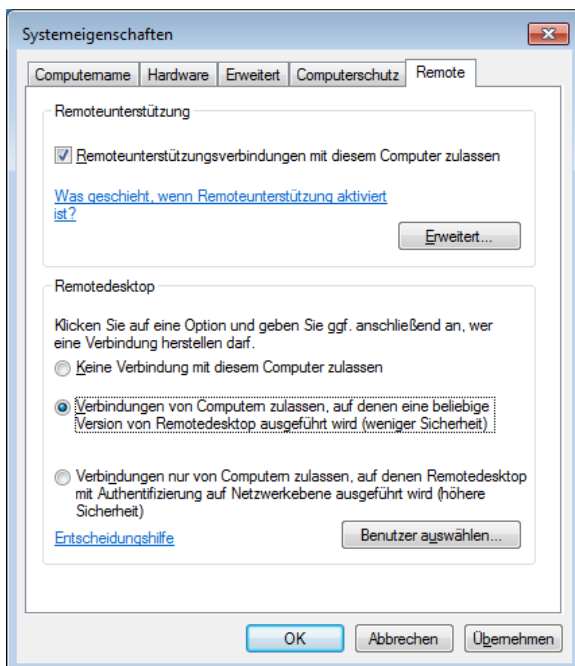 Systemeigenschaften
Computername Hardware Erweitert Computerschutz Remote
Remoteunterstützung
Remoteunterstützungsverbindungen mit diesem Computer zulassen
Was geschieht, wenn Remoteunterstützung aktiviert
ist?
Erweitert...
Remotedesktop
Klicken Sie auf eine Option und geben Sie ggf. anschließend an, wer
eine Verbindung herstellen darf.
Keine Verbindung mit diesem Computer zulassen
Verbindungen von Computern zulassen, auf denen eine beliebige
Version von Remotedesktop ausgeführt wird (weniger Sicherheit)
Verbindungen nur von Computern zulassen, auf denen Remotedesktop
mit Authentifizierung auf Netzwerkebene ausgeführt wird (höhere
Sicherheit)
Entscheidungshilfe
Benutzer auswählen...
OK Abbrechen Übernehmen